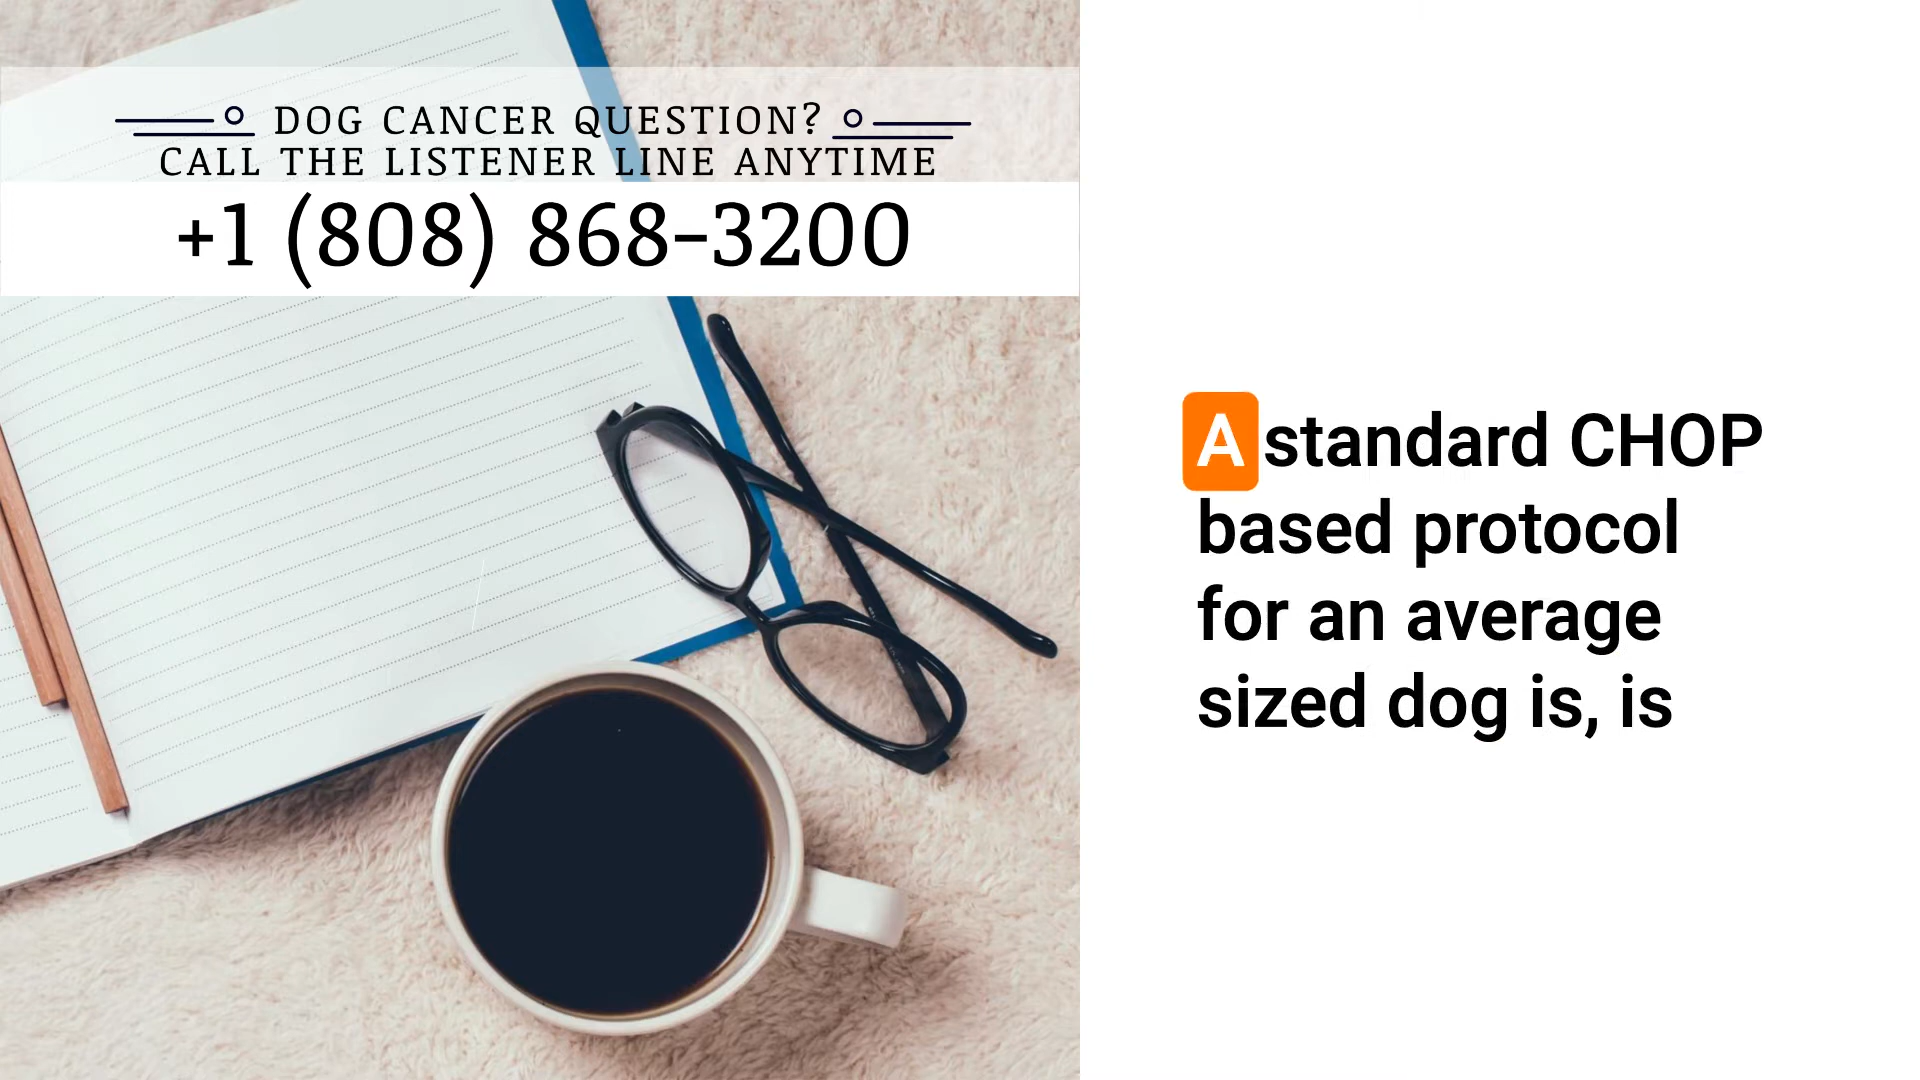 DOG CANCER QUESTION?
CALL THE LISTENER LINE ANYTIME
+1 (808) 868-3200
A standard CHOP
based protocol
for an average
sized dog is, is